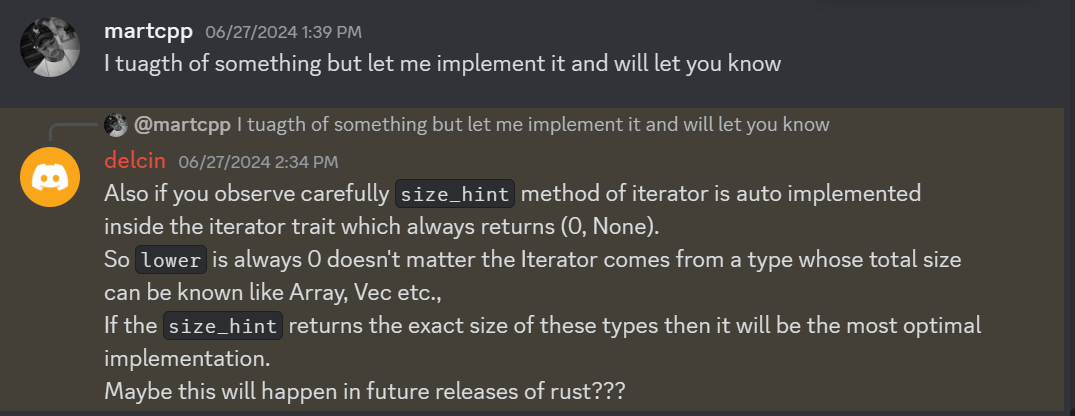 martcpp 06/27/2024 1:39 PM
I tuagth of something but let me implement it and will let you know
@martcpp I tuagth of something but let me implement it and will let you know
delcin 06/27/2024 2:34 PM
Also if you observe carefully size_hint method of iterator is auto implemented
inside the iterator trait which always returns (0, None).
So lower is always 0 doesn't matter the Iterator comes from a type whose total size
can be known like Array, Vec etc.,
If the size_hint returns the exact size of these types then it will be the most optimal
implementation.
Maybe this will happen in future releases of rust???